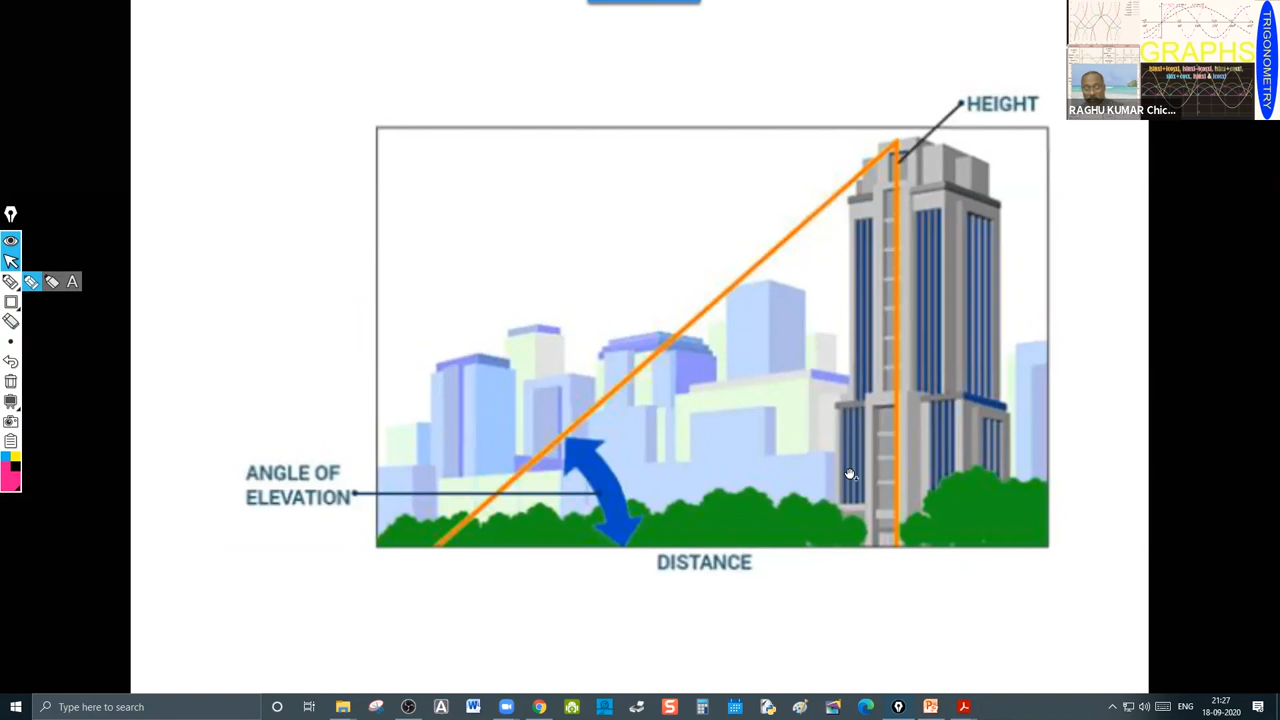 HEIGHT
ANGLE OF
ELEVATION
DISTANCE
GRAPHS
TRIGONOMETRY
RAGHU KUMAR Chic...
A
Type here to search
ENG
21:27
18-09-2020